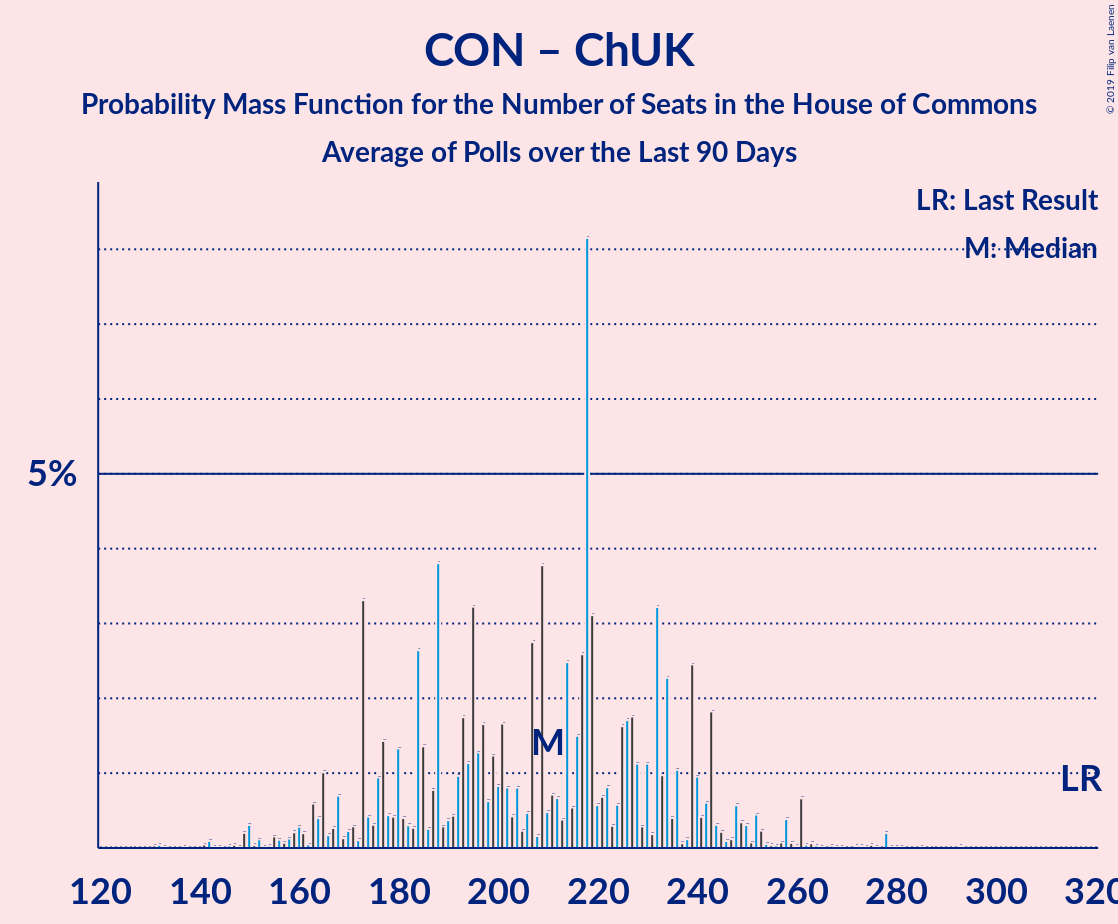 CON – ChUK
Probability Mass Function for the Number of Seats in the House of Commons
Average of Polls over the Last 90 Days
© 2019 Filip van Laenen
LR: Last Result
M: Median
5%
M
LR
120 140 160 180 200 220 240 260 280 300 320